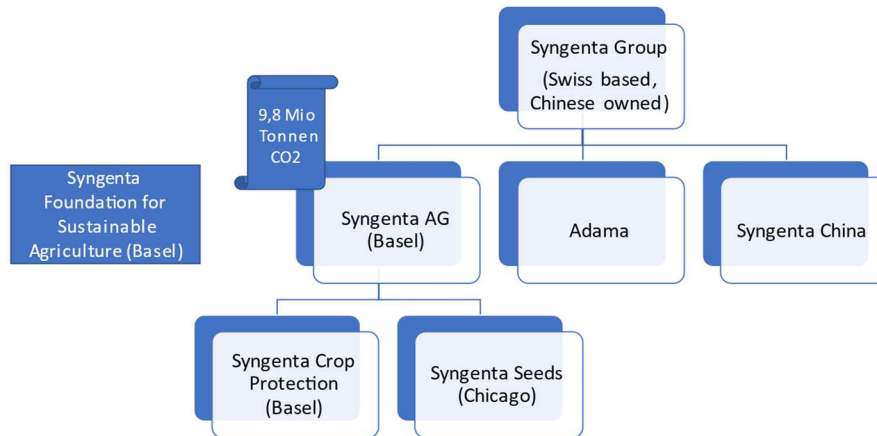 Syngenta Group
(Swiss based,
Chinese owned)
9,8 Mio
Tonnen
CO2
Syngenta
Foundation for
Sustainable
Agriculture (Basel)
Syngenta AG
(Basel)
Adama
Syngenta China
Syngenta Crop
Protection
(Basel)
Syngenta Seeds
(Chicago)